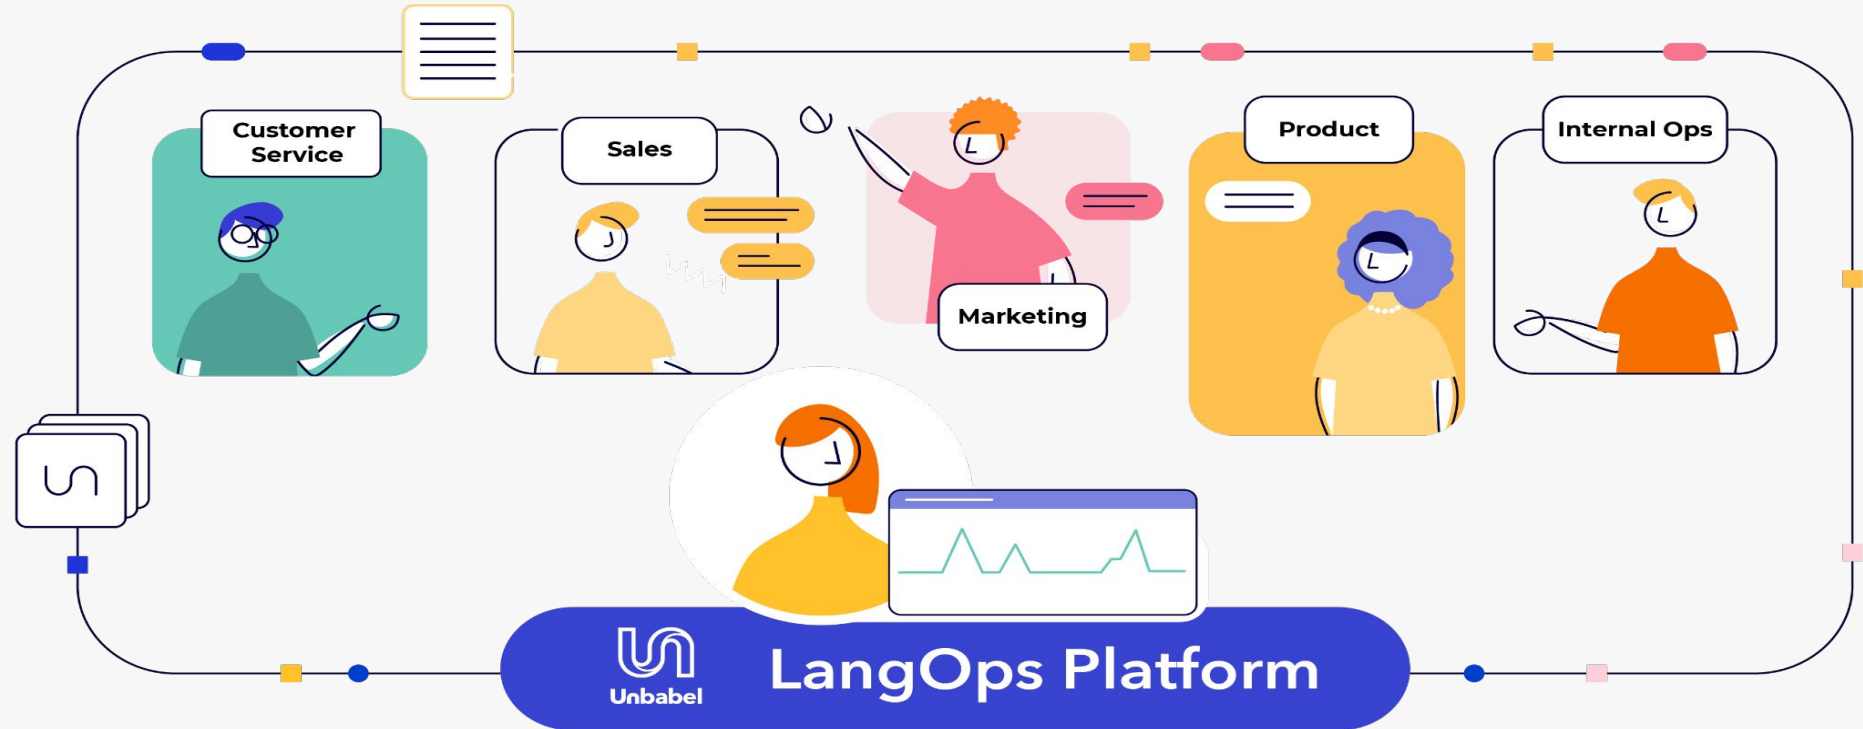 Customer
Service
Sales
Marketing
Product
Internal Ops
Unbabel
LangOps Platform